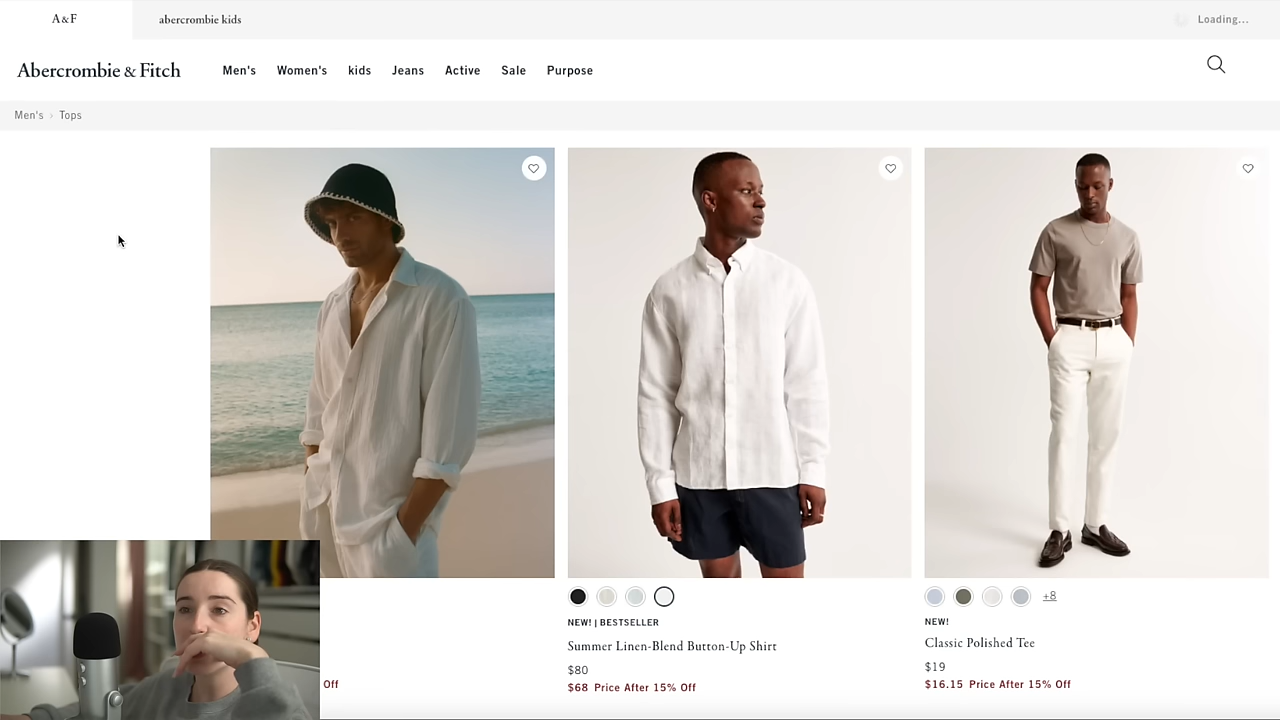 A&F
abercrombie kids
Loading...
Abercrombie & Fitch
Men's
Women's
kids
Jeans
Active
Sale
Purpose
Men's › Tops
Off
+8
NEW! | BESTSELLER
Summer Linen-Blend Button-Up Shirt
$80
$68 Price After 15% Off
NEW!
Classic Polished Tee
$19
$16.15 Price After 15% Off